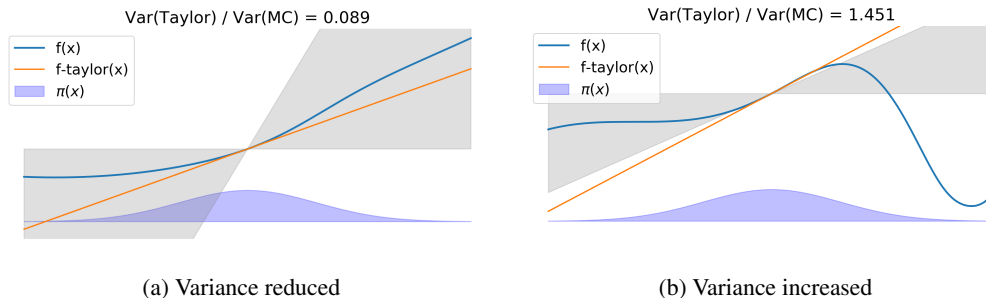 Var(Taylor) / Var(MC) = 0.089
f(x)
f-taylor(x)
π(x)
(a) Variance reduced
Var(Taylor) / Var(MC) = 1.451
f(x)
f-taylor(x)
π(x)
(b) Variance increased